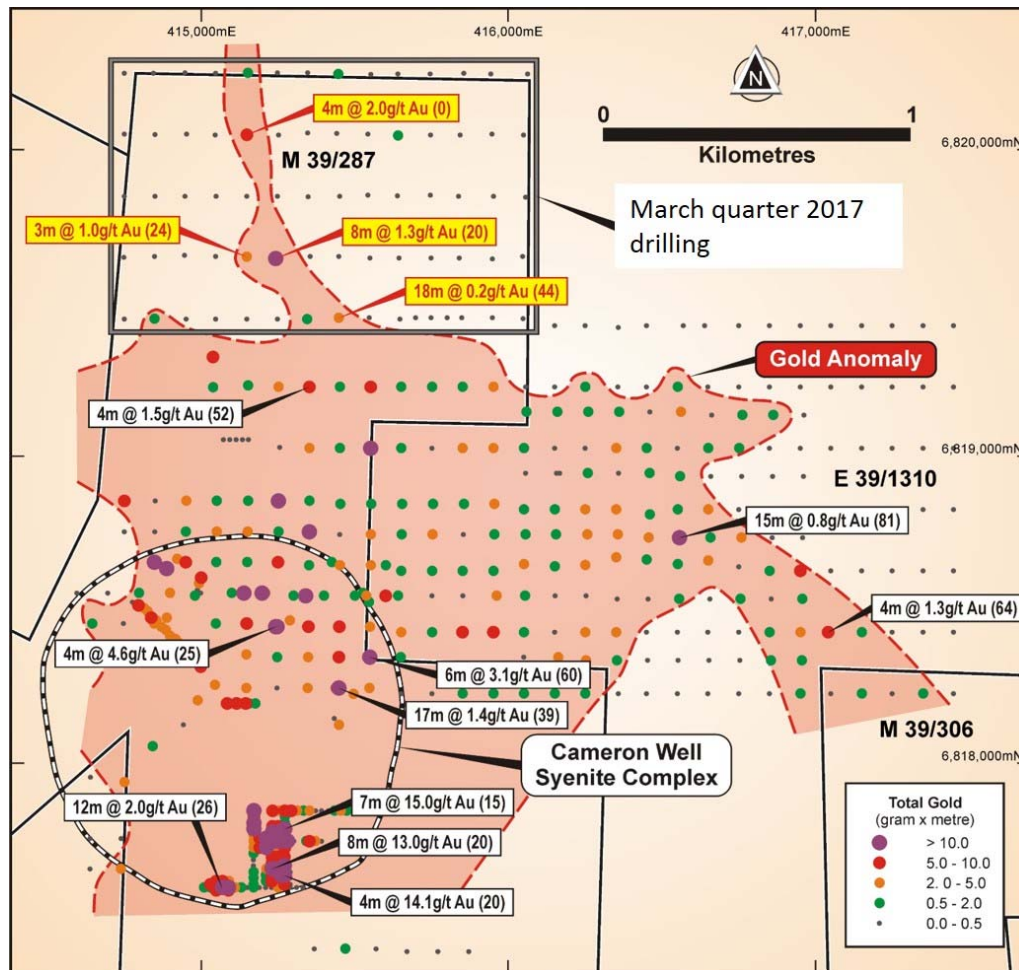 415,000mE
416,000mE
417,000mE
N
0
1
Kilometres
4m @ 2.0g/t Au (0)
6,820,000mN
M 39/287
March quarter 2017
drilling
3m @ 1.0g/t Au (24)
8m @ 1.3g/t Au (20)
18m @ 0.2g/t Au (44)
Gold Anomaly
4m @ 1.5g/t Au (52)
6,819,000mN
E 39/1310
15m @ 0.8g/t Au (81)
4m @ 1.3g/t Au (64)
4m @ 4.6g/t Au (25)
6m @ 3.1g/t Au (60)
17m @ 1.4g/t Au (39)
M 39/306
Cameron Well
Syenite Complex
6,818,000mN
12m @ 2.0g/t Au (26)
7m @ 15.0g/t Au (15)
8m @ 13.0g/t Au (20)
4m @ 14.1g/t Au (20)
Total Gold
(gram x metre)
> 10.0
5.0 - 10.0
2.0 - 5.0
0.5 - 2.0
0.0 - 0.5